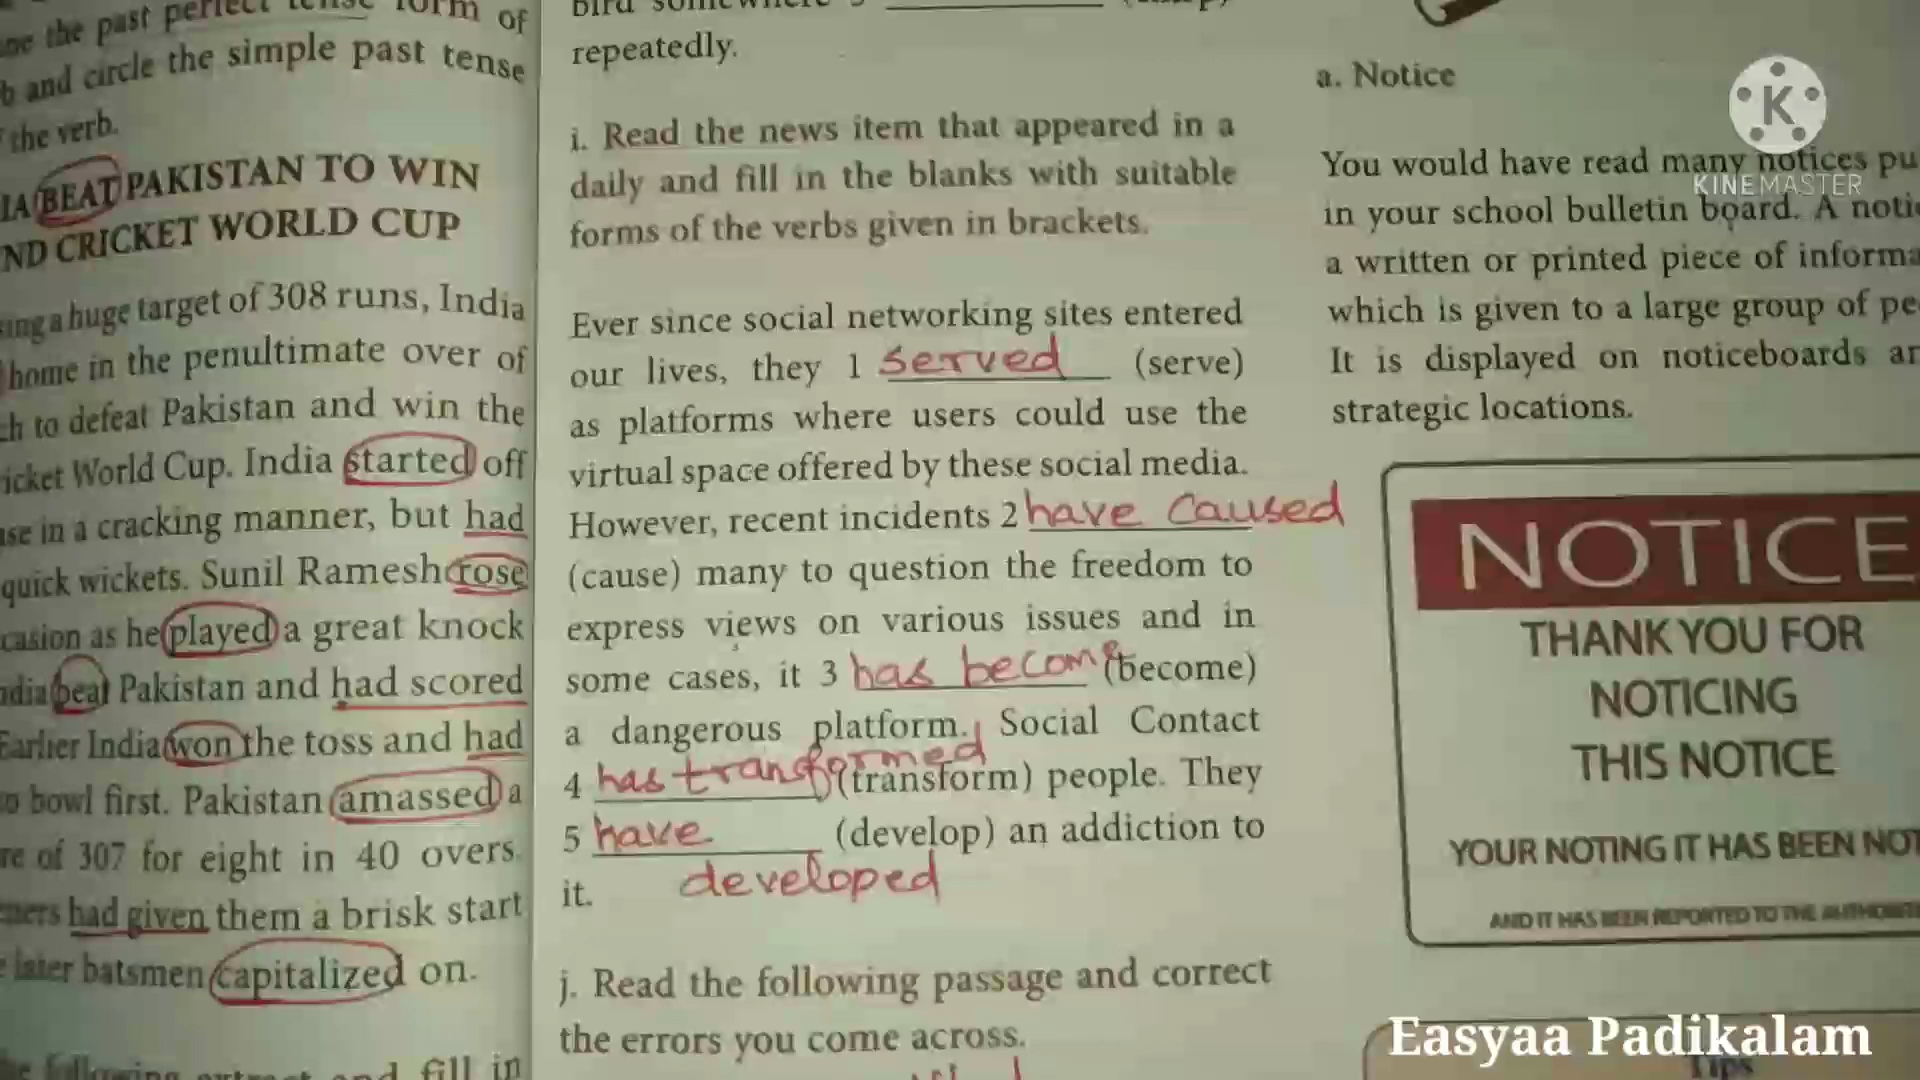 the past perfect tense form of
and circle the simple past tense
the verb.
BEAT PAKISTAN TO WIN
CRICKET WORLD CUP
a huge target of 308 runs, India
home in the penultimate over of
to defeat Pakistan and win the
World Cup. India started off
in a cracking manner, but had
quick wickets. Sunil Ramesh rose
as he played a great knock
beat Pakistan and had scored
Earlier India won the toss and had
bowl first. Pakistan amassed a
of 307 for eight in 40 overs.
had given them a brisk start
later batsmen capitalized on.
fill in
repeatedly.
i. Read the news item that appeared in a
daily and fill in the blanks with suitable
forms of the verbs given in brackets.
Ever since social networking sites entered
our lives, they 1 served (serve)
as platforms where users could use the
virtual space offered by these social media.
However, recent incidents 2 have caused
(cause) many to question the freedom to
express views on various issues and in
some cases, it 3 has become (become)
a dangerous platform. Social Contact
4 has transformed (transform) people. They
5 have (develop) an addiction to
it. developed
j. Read the following passage and correct
the errors you come across.
a. Notice
You would have read many notices
in your school bulletin board. A
a written or printed piece of
which is given to a large group of
It is displayed on noticeboards
strategic locations.
NOTICE
THANK YOU FOR
NOTICING
THIS NOTICE
YOUR NOTING IT HAS BEEN
AND IT HAS BEEN REPORTED TO THE
Tips
K
KINEMASTER
Easyaa Padikalam